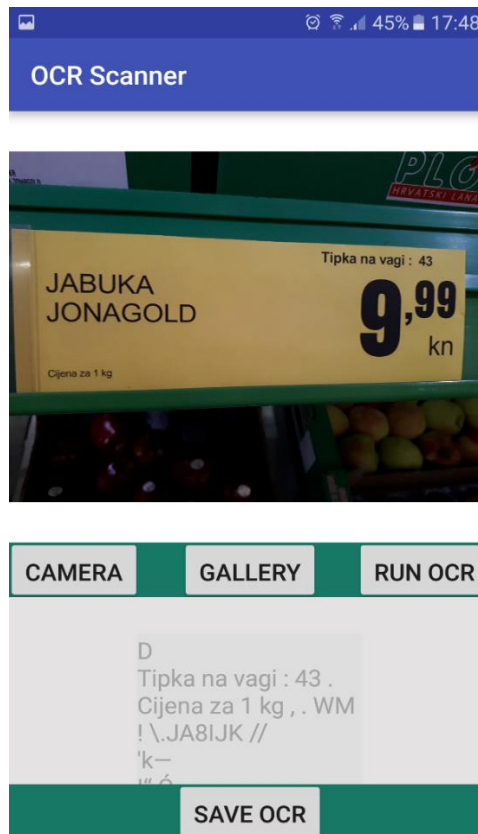 45% 17:48
OCR Scanner
PLO
HRVATSKI LANA
Tipka na vagi : 43
JABUKA
JONAGOLD
9,99
kn
Cijena za 1 kg
CAMERA GALLERY RUN OCR
D
Tipka na vagi : 43 .
Cijena za 1 kg , . WM
! \.JA8IJK //
'k—
SAVE OCR